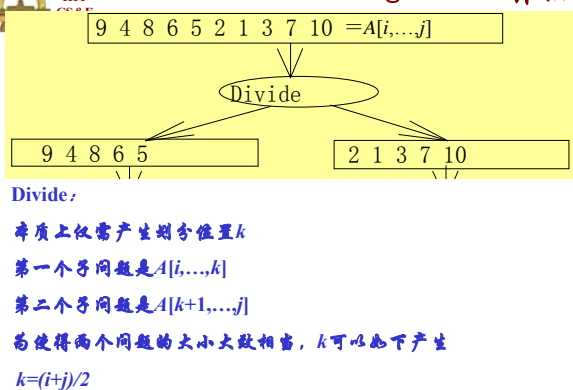 9 4 8 6 5 2 1 3 7 10 =A[i,…,j]
Divide
9 4 8 6 5
2 1 3 7 10
Divide:
本质上仅需产生划分位置k
第一个子问题是A[i,…,k]
第二个子问题是A[k+1,…,j]
为使得两个问题的大小大致相当，k可以如下产生
k=(i+j)/2